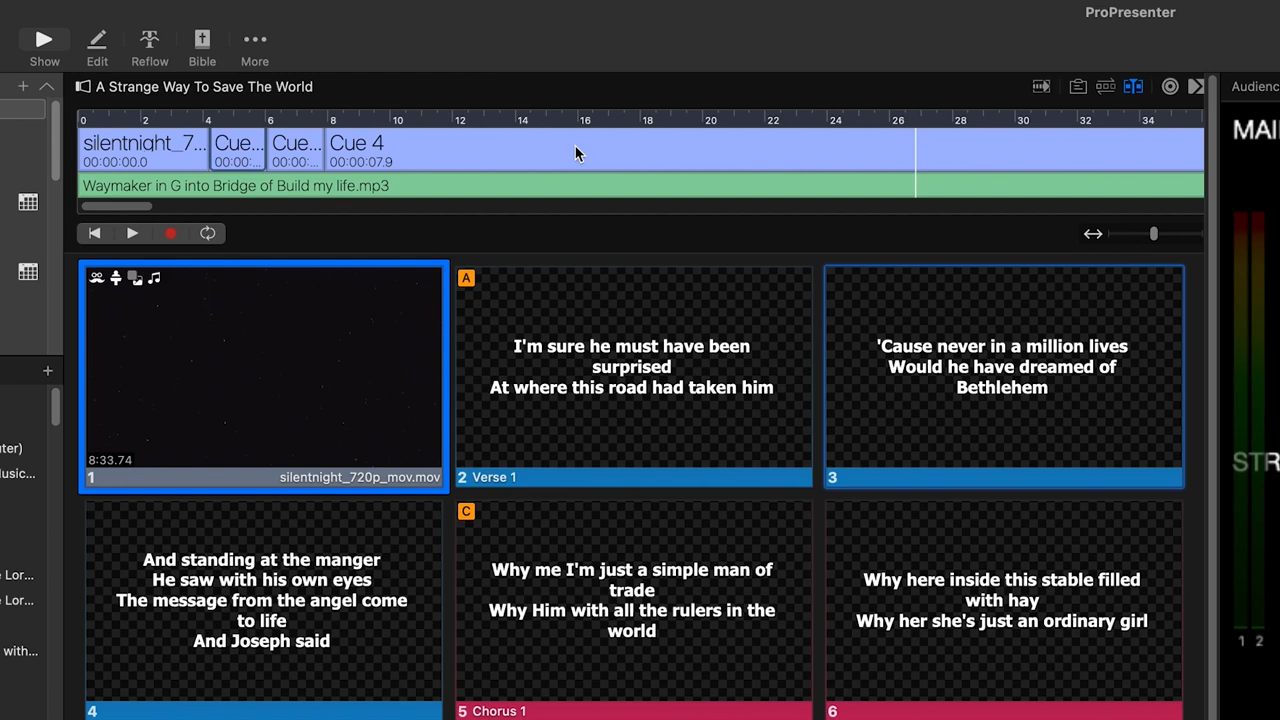 ProPresenter
Show
Edit
Reflow
Bible
More
A Strange Way To Save The World
Audienc
0 2 4 6 8 10 12 14 16 18 20 22 24 26 28 30 32 34
silentnight_7... Cue... Cue... Cue 4
00:00:00.0 00:00:... 00:00:... 00:00:07.9
Waymaker in G into Bridge of Build my life.mp3
MAI
STR
1 2
uter)
usic...
e Lor...
e Lor...
with...
8:33.74
1 silentnight_720p_mov.mov
A
I'm sure he must have been
surprised
At where this road had taken him
2 Verse 1
'Cause never in a million lives
Would he have dreamed of
Bethlehem
3
And standing at the manger
He saw with his own eyes
The message from the angel come
to life
And Joseph said
4
C
Why me I'm just a simple man of
trade
Why Him with all the rulers in the
world
5 Chorus 1
Why here inside this stable filled
with hay
Why her she's just an ordinary girl
6